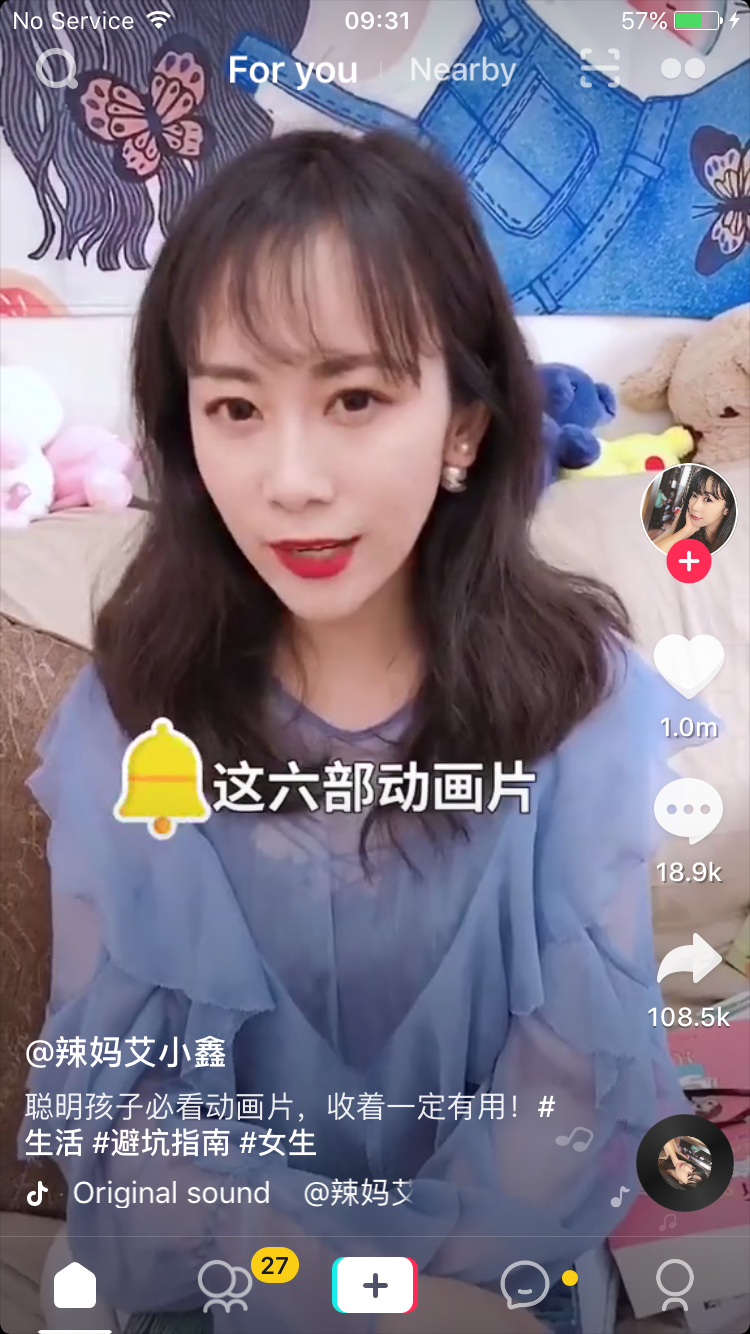 No Service 09:31 57%
For you Nearby
1.0m
这六部动画片
18.9k
108.5k
@辣妈艾小鑫
聪明孩子必看动画片，收着一定有用！#
生活 #避坑指南 #女生
Original sound @辣妈艾
27